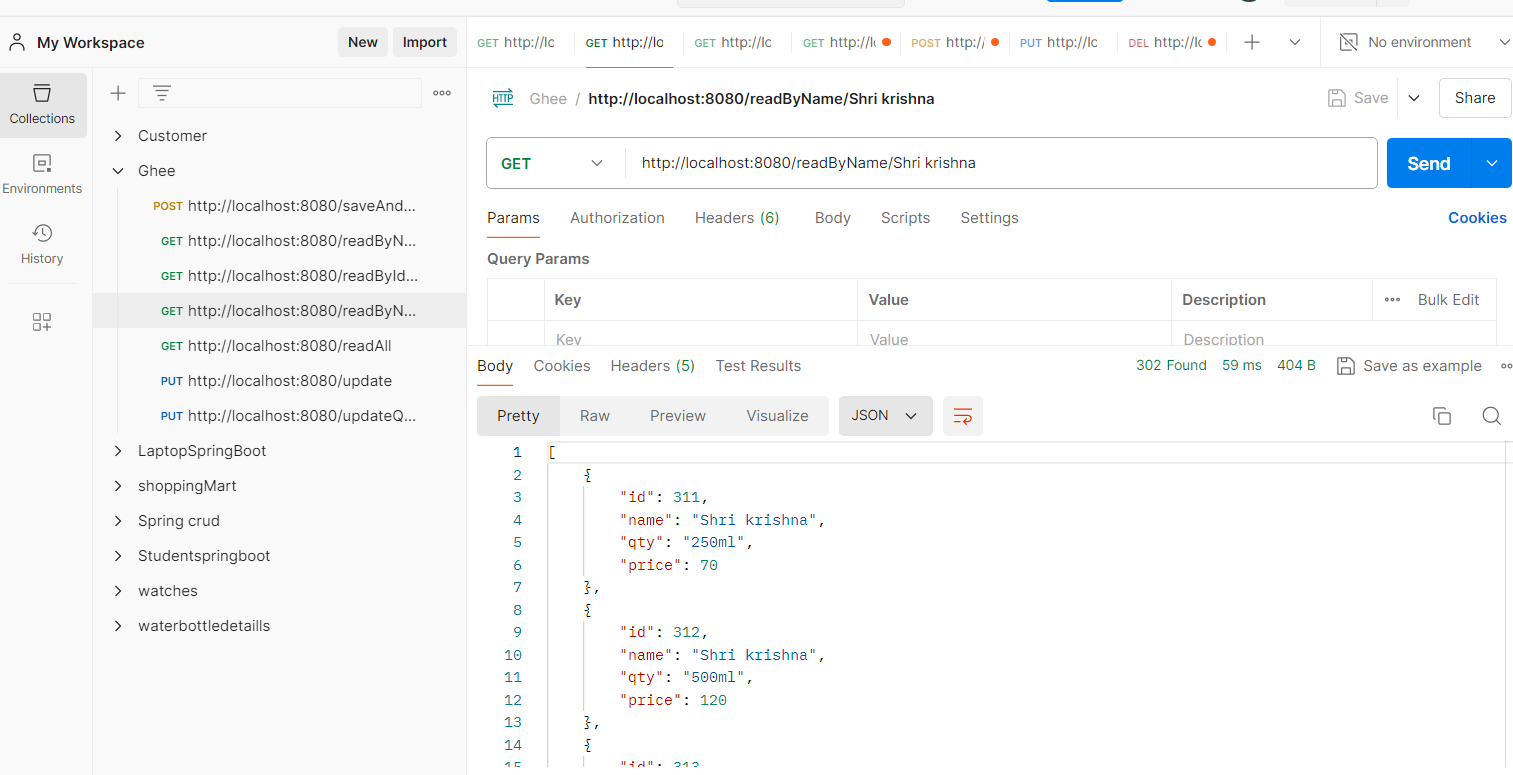 My Workspace
New
Import
GET http://lc
GET http://lo
GET http://lc
GET http://l
POST http://
PUT http://lc
DEL http://lc
No environment
Collections
Environments
History
Customer
Ghee
POST http://localhost:8080/saveAnd...
GET http://localhost:8080/readByN...
GET http://localhost:8080/readById...
GET http://localhost:8080/readByN...
GET http://localhost:8080/readAll
PUT http://localhost:8080/update
PUT http://localhost:8080/updateQ...
LaptopSpringBoot
shoppingMart
Spring crud
Studentspringboot
watches
waterbottledetaills
HTTP Ghee / http://localhost:8080/readByName/Shri krishna
Save
Share
GET http://localhost:8080/readByName/Shri krishna
Send
Params Authorization Headers (6) Body Scripts Settings Cookies
Query Params
Key Value Description Bulk Edit
Key Value Description
Body Cookies Headers (5) Test Results 302 Found 59 ms 404 B Save as example
Pretty Raw Preview Visualize JSON
1 [
2 {
3 "id": 311,
4 "name": "Shri krishna",
5 "qty": "250ml",
6 "price": 70
7 },
8 {
9 "id": 312,
10 "name": "Shri krishna",
11 "qty": "500ml",
12 "price": 120
13 },
14 {
15 "id": 313,